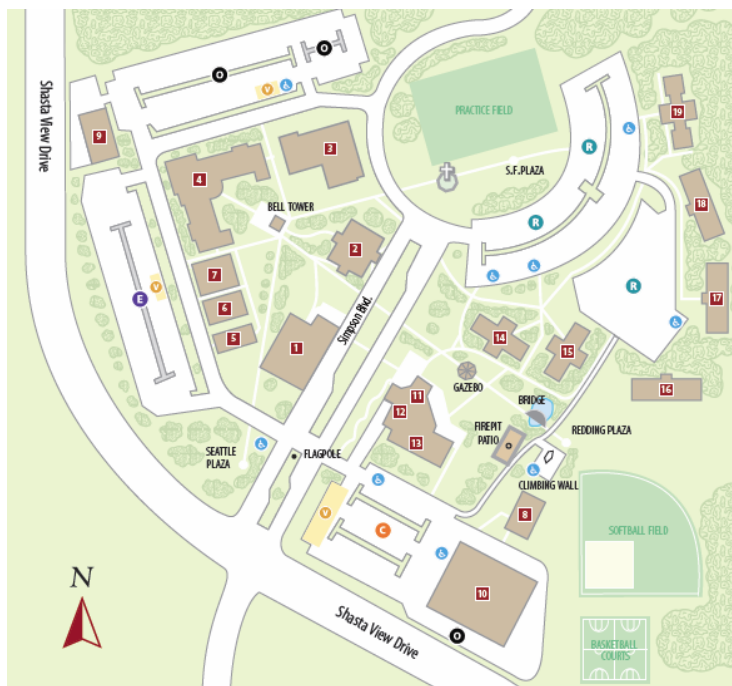 O
O
V
PRACTICE FIELD
19
Shasta View Drive
9
3
R
4
S.F. PLAZA
18
BELL TOWER
R
2
7
V
R
E
6
17
Simpson Blvd.
5
1
14
15
GAZEBO
16
11
BRIDGE
12
FIREPIT
PATIO
REDDING PLAZA
13
SEATTLE
PLAZA
FLAGPOLE
CLIMBING WALL
V
8
C
SOFTBALL FIELD
N
10
Shasta View Drive
O
BASKETBALL
COURTS